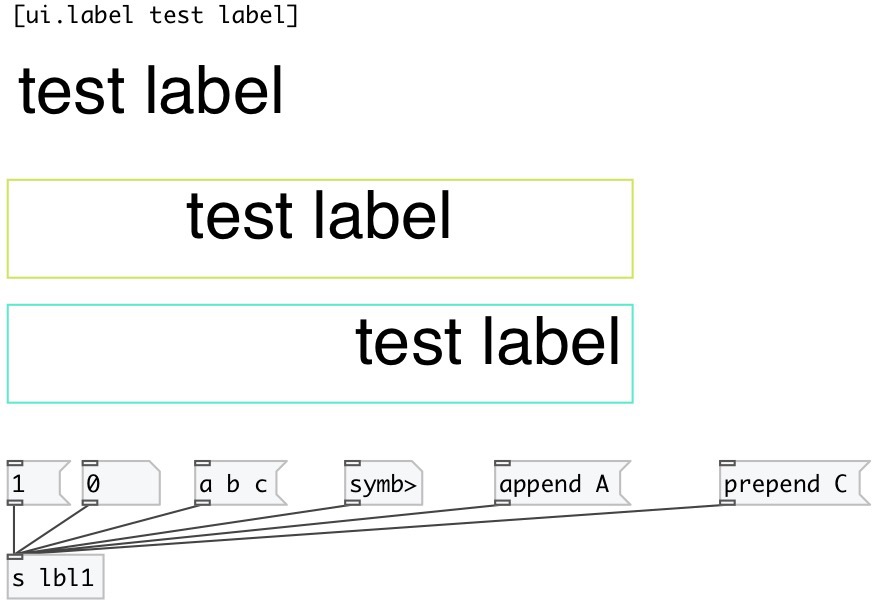 [ui.label test label]
test label
test label
test label
1 0 a b c symb> append A prepend C
s lbl1